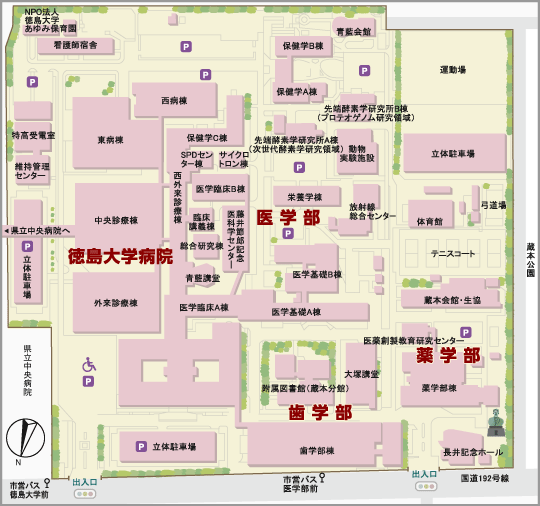 NPO法人
徳島大学
あゆみ保育園
看護師宿舎
P
P
P
P
青藍会館
保健学B棟
保健学A棟
運動場
西病棟
先端酵素学研究所B棟
(プロテオゲノム研究領域)
特高受電室
東病棟
保健学C棟
先端酵素学研究所A棟
(次世代酵素学研究領域)
動物
実験施設
立体駐車場
維持管理
センター
SPDセン
ター棟
サイクロ
トロン棟
P
西外来診療棟
医学臨床B棟
栄養学棟
放射線
総合センター
弓道場
体育館
中央診療棟
臨床
講義棟
藤井節郎記念
医科学センター
医学部
県立中央病院へ
P
立体
駐車場
徳島大学病院
総合研究棟
P
テニスコート
蔵本公園
青藍講堂
医学基礎B棟
外来診療棟
医学臨床A棟
医学基礎A棟
蔵本会館・生協
県立中央病院
医薬創製教育研究センター
P
薬学部
P
附属図書館(蔵本分館)
大塚講堂
薬学部棟
歯学部
N
P
立体駐車場
歯学部棟
長井記念ホール
市営バス
徳島大学前
出入口
市営バス
医学部前
出入口
国道192号線